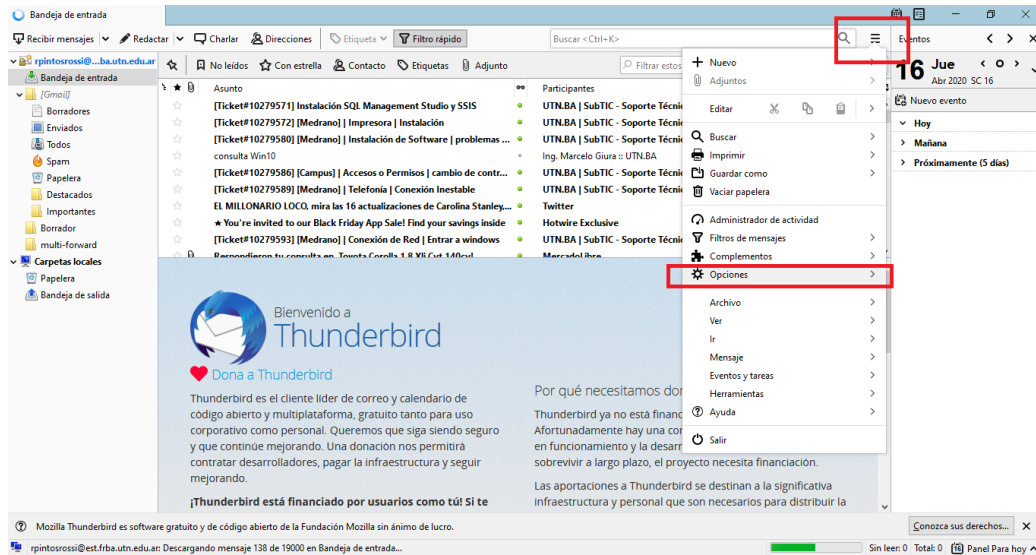 Bandeja de entrada
Recibir mensajes
Redactar
Charlar
Direcciones
Etiqueta
Filtro rápido
Buscar <Ctrl+K>
Eventos
rpintosrossi@...ba.utn.edu.ar
Bandeja de entrada
[Gmail]
Borradores
Enviados
Todos
Spam
Papelera
Destacados
Importantes
Borrador
multi-forward
Carpetas locales
Papelera
Bandeja de salida
No leídos
Con estrella
Contacto
Etiquetas
Adjunto
Filtrar estos
Asunto
Participantes
[Ticket#10279571] Instalación SQL Management Studio y SSIS
UTN.BA | SubTIC - Soporte Técni
[Ticket#10279572] [Medrano] | Impresora | Instalación
UTN.BA | SubTIC - Soporte Técni
[Ticket#10279580] [Medrano] | Instalación de Software | problemas ...
UTN.BA | SubTIC - Soporte Técni
consulta Win10
Ing. Marcelo Giura :: UTN.BA
[Ticket#10279586] [Campus] | Accesos o Permisos | cambio de contr...
UTN.BA | SubTIC - Soporte Técni
[Ticket#10279589] [Medrano] | Telefonía | Conexión Inestable
UTN.BA | SubTIC - Soporte Técni
EL MILLONARIO LOCO, mira las 16 actualizaciones de Carolina Stanley,...
Twitter
★ You're invited to our Black Friday App Sale! Find your savings inside
Hotwire Exclusive
[Ticket#10279593] [Medrano] | Conexión de Red | Entrar a windows
UTN.BA | SubTIC - Soporte Técni
Respondieron tu consulta en Toyota Corolla 1.8 Xli Cvt 140cv!
MercadoLibre
Bienvenido a
Thunderbird
Dona a Thunderbird
Thunderbird es el cliente líder de correo y calendario de
código abierto y multiplataforma, gratuito tanto para uso
corporativo como personal. Queremos que siga siendo seguro
y que continúe mejorando. Una donación nos permitirá
contratar desarrolladores, pagar la infraestructura y seguir
mejorando.
¡Thunderbird está financiado por usuarios como tú! Si te
Por qué necesitamos don
Thunderbird ya no está financ
Afortunadamente hay una cor
en funcionamiento y la desarr
sobrevivir a largo plazo, el proyecto necesita financiación.
Las aportaciones a Thunderbird se destinan a la significativa
infraestructura y personal que son necesarios para distribuir la
Nuevo
Adjuntos
Editar
Buscar
Imprimir
Guardar como
Vaciar papelera
Administrador de actividad
Filtros de mensajes
Complementos
Opciones
Archivo
Ver
Ir
Mensaje
Eventos y tareas
Herramientas
Ayuda
Salir
16 Jue
Abr 2020 SC 16
Nuevo evento
Hoy
Mañana
Próximamente (5 días)
Mozilla Thunderbird es software gratuito y de código abierto de la Fundación Mozilla sin ánimo de lucro.
Conozca sus derechos...
rpintosrossi@est.frba.utn.edu.ar: Descargando mensaje 138 de 19000 en Bandeja de entrada...
Sin leer: 0 Total: 0
Panel Para hoy